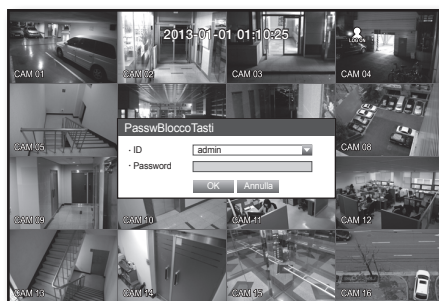 2013-01-01 01:10:25
LOG ON
CAM 01
CAM 02
CAM 03
CAM 04
PasswBloccoTasti
CAM 05
CAM 08
- ID
admin
- Password
OK
Annulla
CAM 09
CAM 10
CAM 11
CAM 12
CAM 13
CAM 14
CAM 15
CAM 16